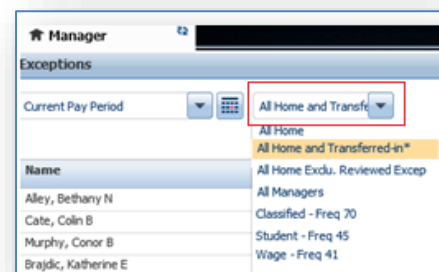 Manager
Exceptions
Current Pay Period
All Home and Transfe
All Home
All Home and Transferred-in*
All Home Exclu. Reviewed Excep
All Managers
Classified - Freq 70
Student - Freq 45
Wage - Freq 41
Name
Alley, Bethany N
Cate, Colin B
Murphy, Conor B
Brajdic, Katherine E